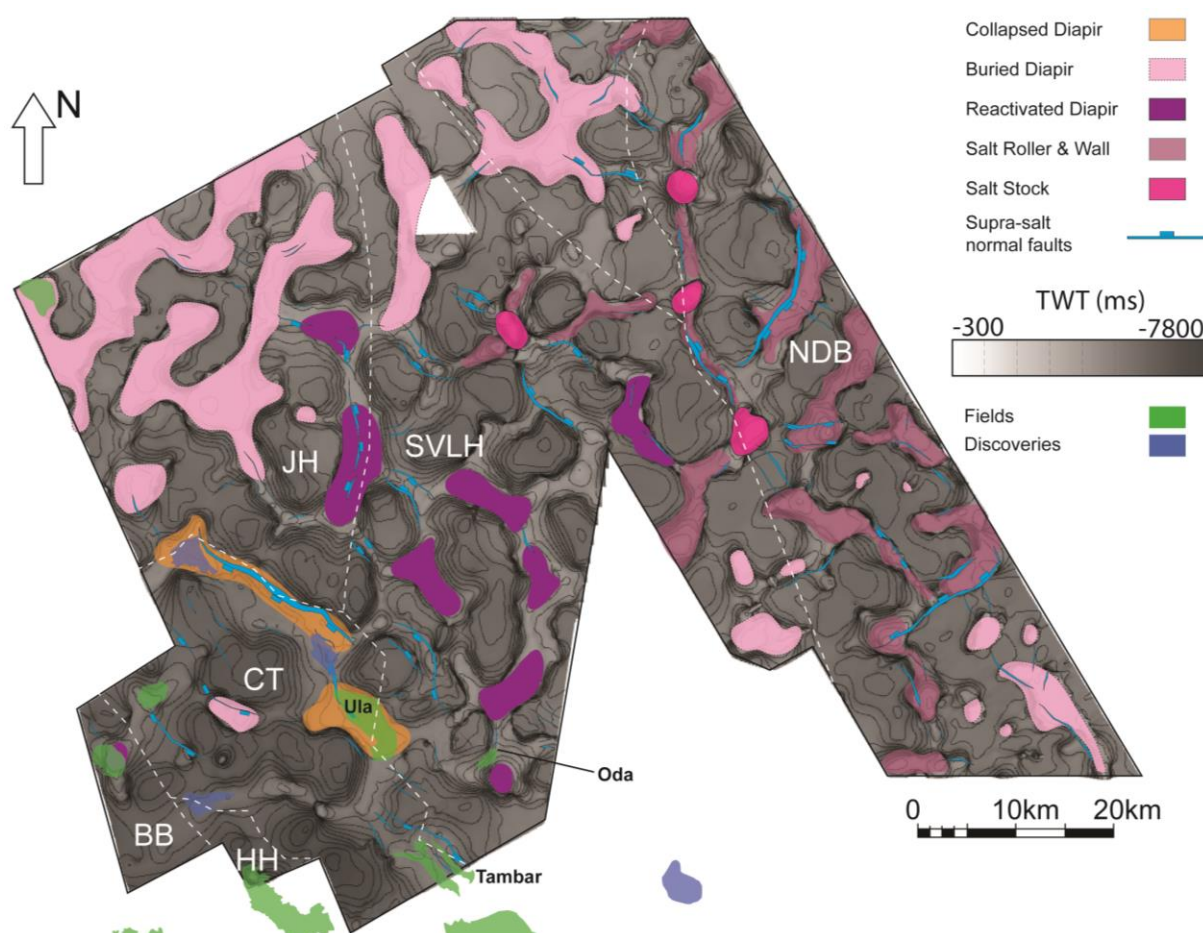 N
Collapsed Diapir
Buried Diapir
Reactivated Diapir
Salt Roller & Wall
Salt Stock
Supra-salt
normal faults
TWT (ms)
-300 -7800
Fields
Discoveries
NDB
JH
SVLH
CT
Ula
Oda
BB
HH
Tambar
0 10km 20km